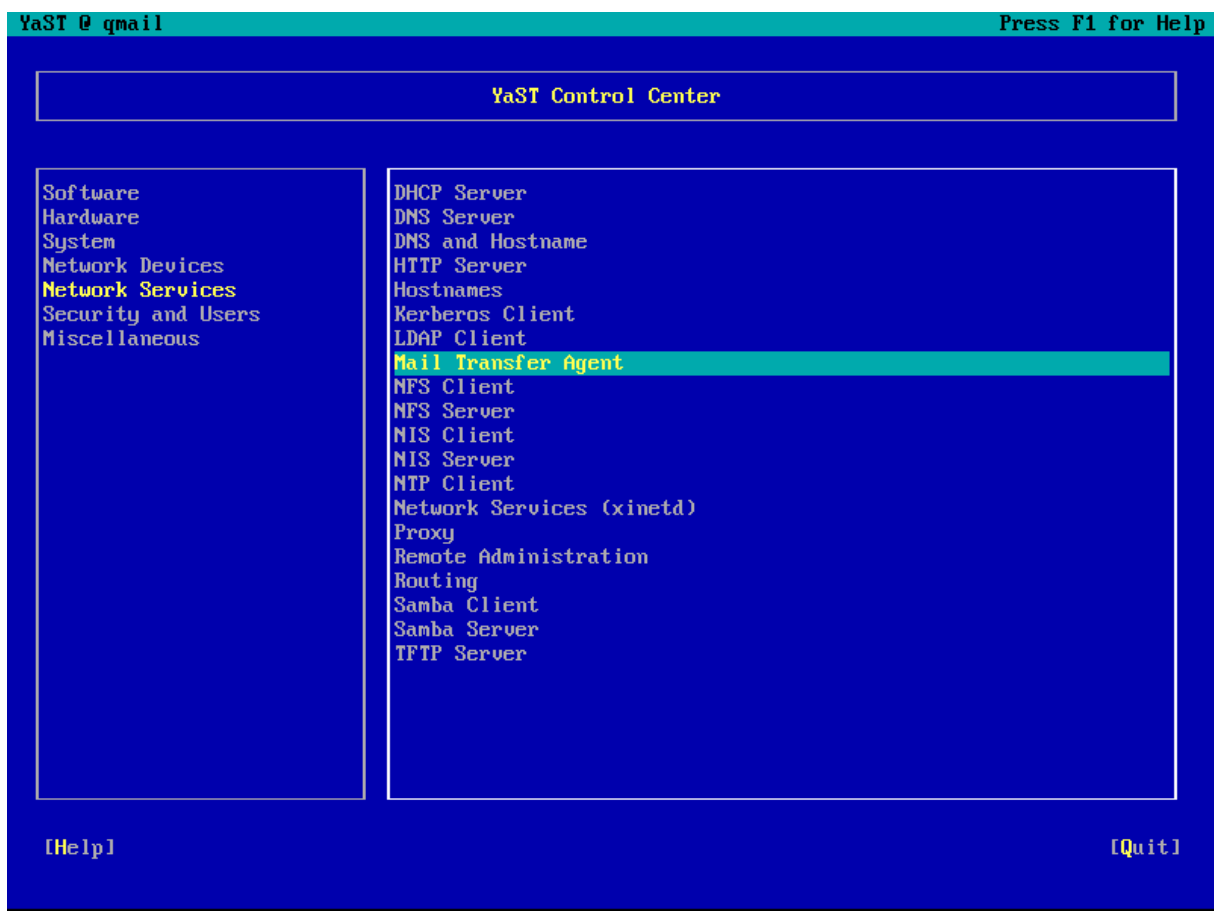 YaST @ qmail Press F1 for Help
YaST Control Center
Software
Hardware
System
Network Devices
Network Services
Security and Users
Miscellaneous
DHCP Server
DNS Server
DNS and Hostname
HTTP Server
Hostnames
Kerberos Client
LDAP Client
Mail Transfer Agent
NFS Client
NFS Server
NIS Client
NIS Server
NTP Client
Network Services (xinetd)
Proxy
Remote Administration
Routing
Samba Client
Samba Server
TFTP Server
[Help] [Quit]